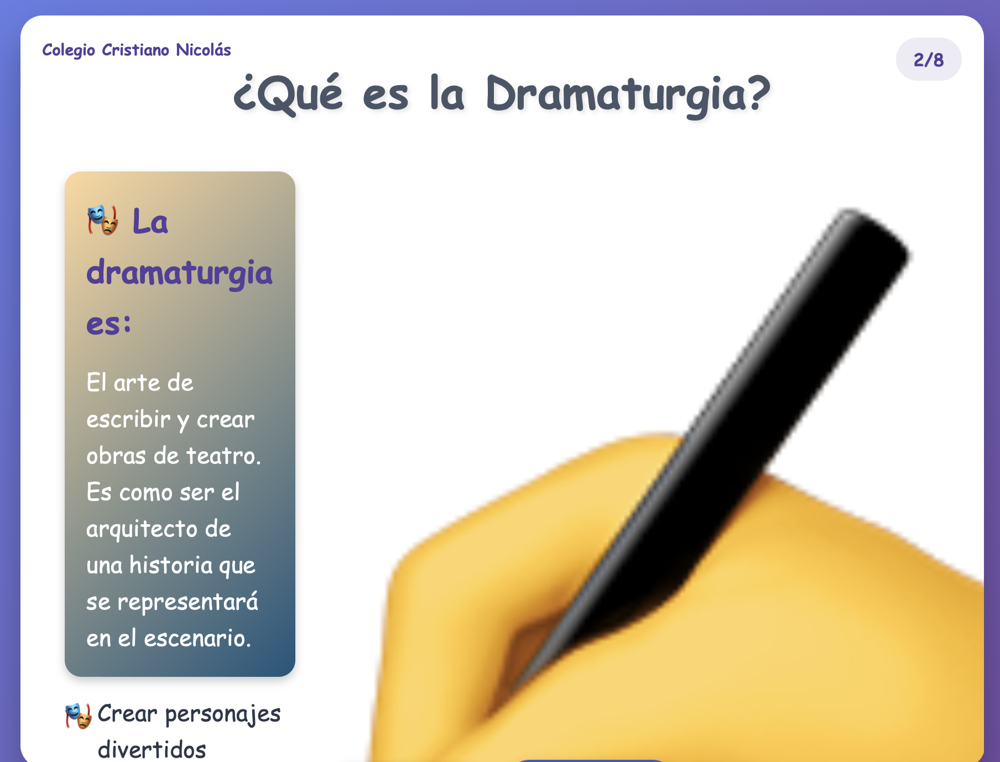 Colegio Cristiano Nicolás
2/8
¿Qué es la Dramaturgia?
La
dramaturgia
es:
El arte de
escribir y crear
obras de teatro.
Es como ser el
arquitecto de
una historia que
se representará
en el escenario.
Crear personajes
divertidos